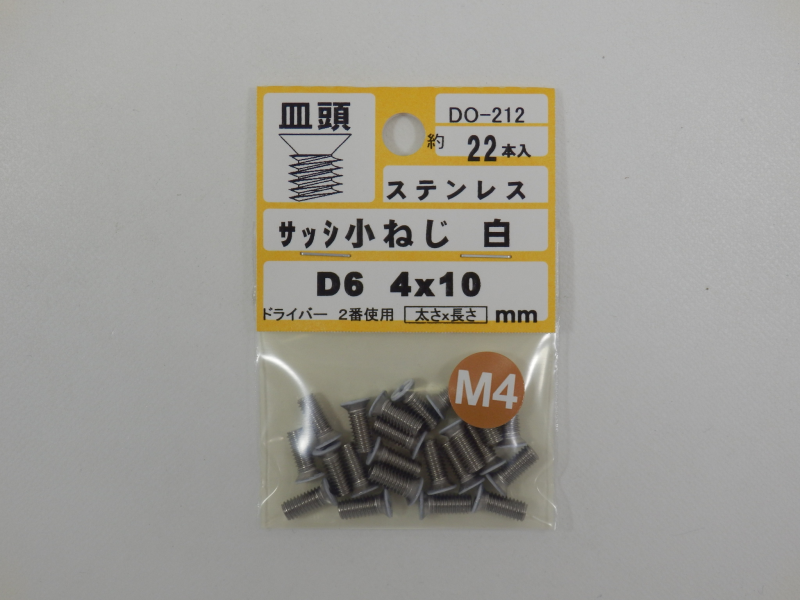 皿頭
DO-212
約 22本入
ステンレス
サッシ小ねじ 白
D6 4x10
ドライバー 2番使用 太さx長さ mm
M4